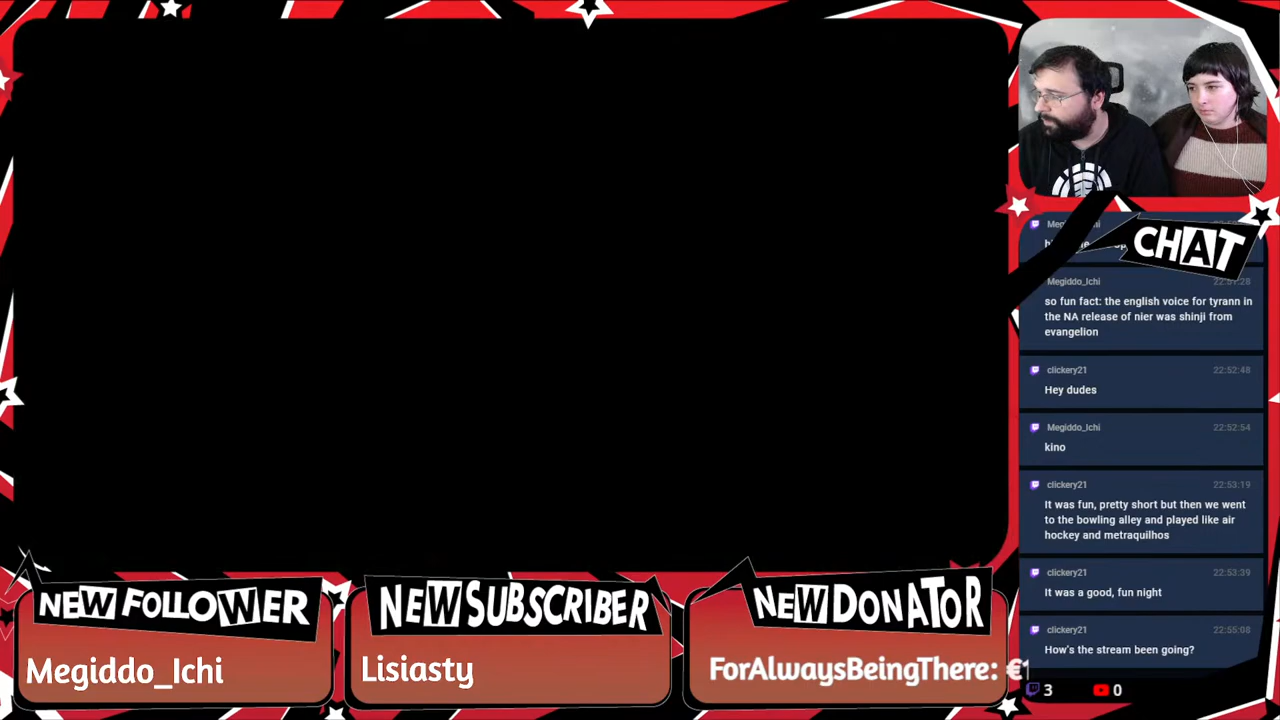 CHAT
Megiddo_Ichi 22:51:28
so fun fact: the english voice for tyrann in
the NA release of nier was shinji from
evangelion
clickery21 22:52:48
Hey dudes
Megiddo_Ichi 22:52:54
kino
clickery21 22:53:19
It was fun, pretty short but then we went
to the bowling alley and played like air
hockey and metraquilhos
clickery21 22:53:39
It was a good, fun night
clickery21 22:55:08
How's the stream been going?
3 0
NEW FOLLOWER
Megiddo_Ichi
NEW SUBSCRIBER
Lisiasty
NEW DONATOR
ForAlwaysBeingThere: